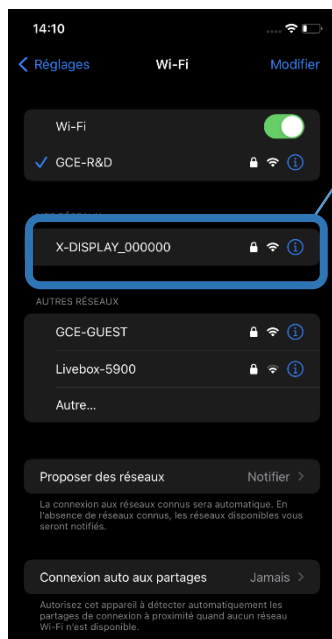 14:10
Réglages Wi-Fi Modifier
Wi-Fi
GCE-R&D
MES RÉSEAUX
X-DISPLAY_000000
AUTRES RÉSEAUX
GCE-GUEST
Livebox-5900
Autre...
Proposer des réseaux Notifier
La connexion aux réseaux connus sera automatique. En
l'absence de réseaux connus, les réseaux disponibles vous
seront notifiés.
Connexion auto aux partages Jamais
Autorisez cet appareil à détecter automatiquement les
partages de connexion à proximité quand aucun réseau
Wi-Fi n'est disponible.